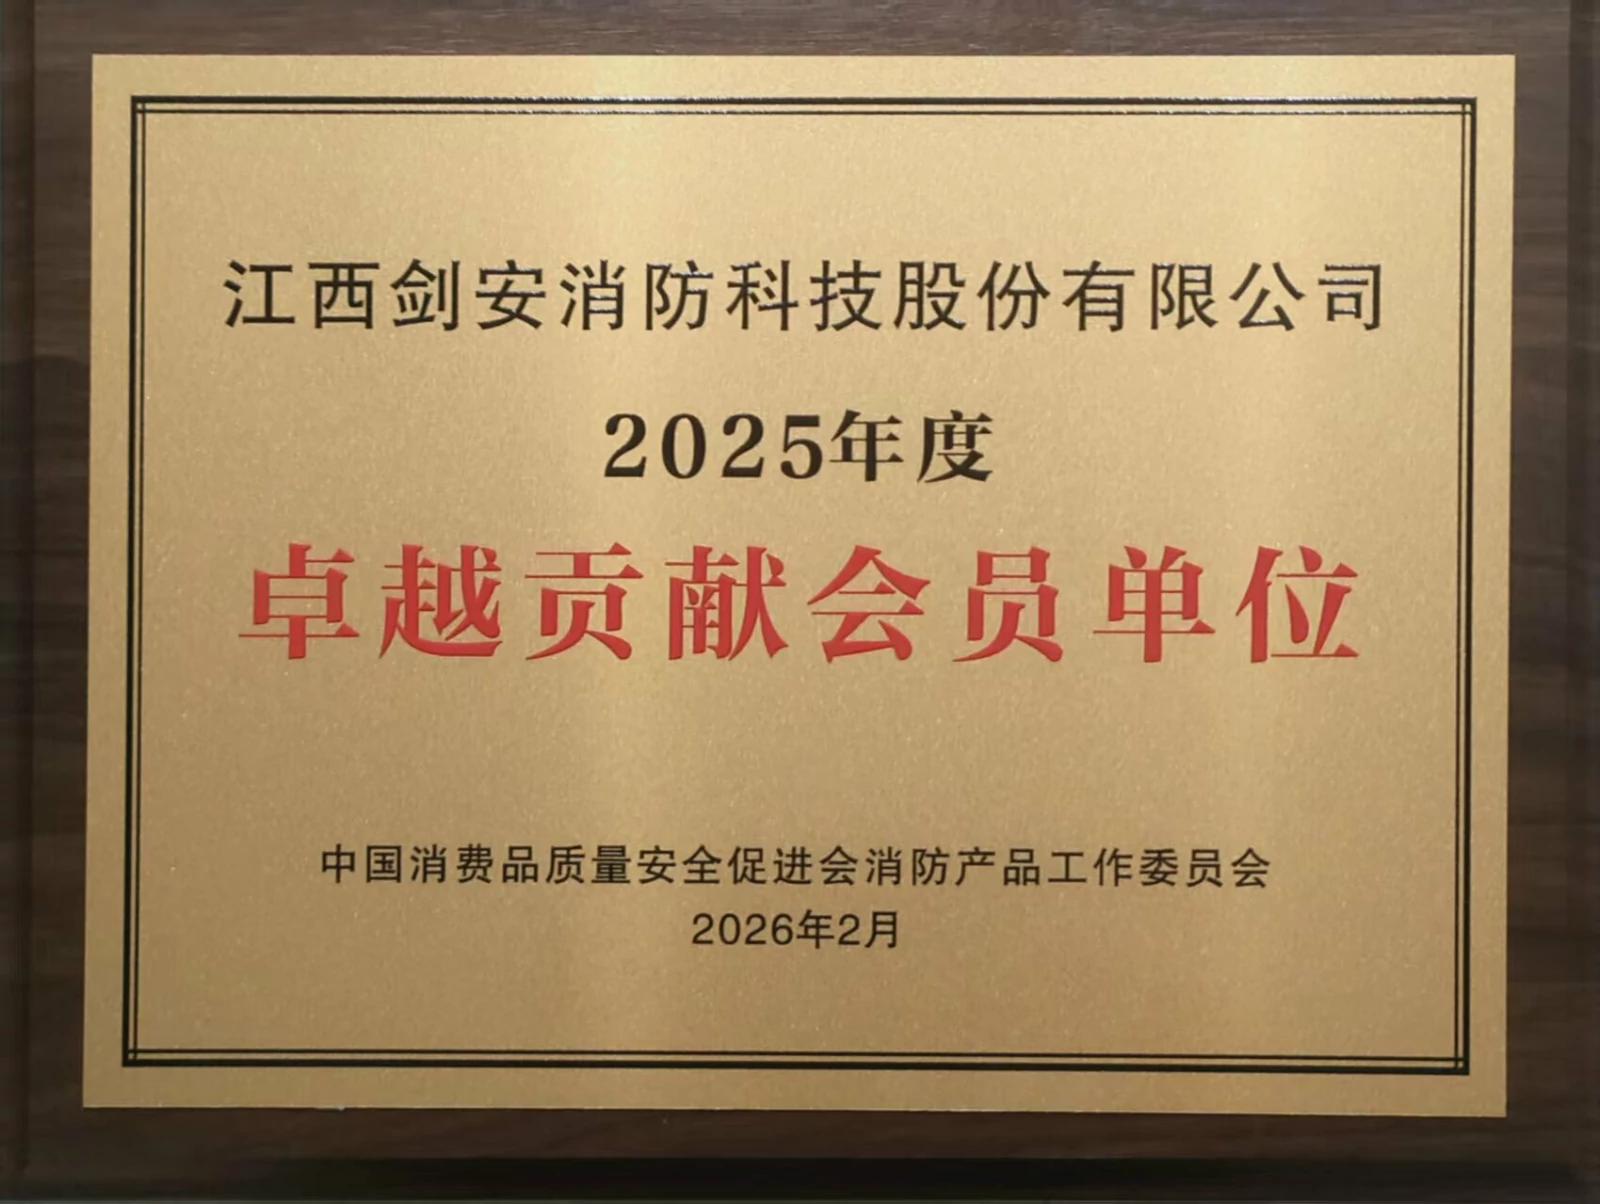 江西剑安消防科技股份有限公司
2025年度
卓越贡献会员单位
中国消费品质量安全促进会消防产品工作委员会
2026年2月